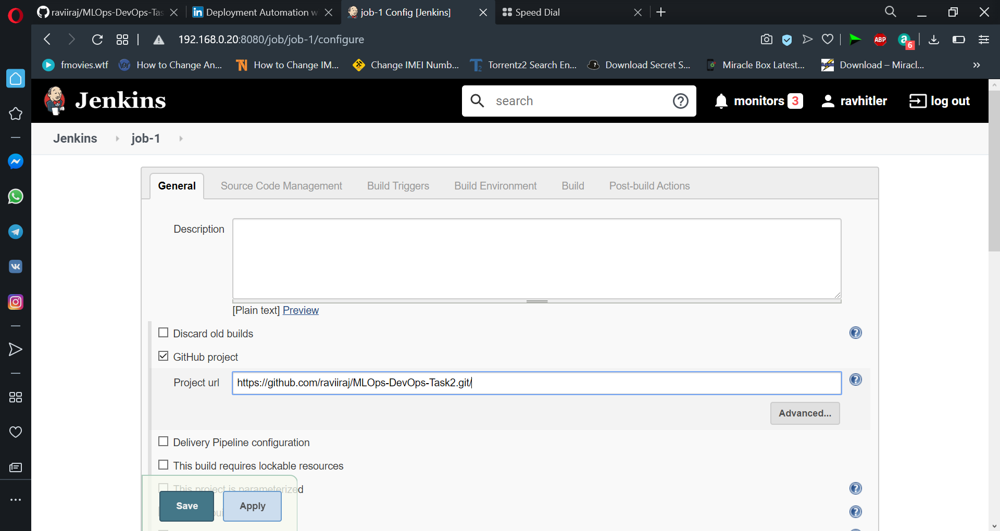 raviiraj/MLOps-DevOps-Tas
in Deployment Automation w
job-1 Config [Jenkins]
Speed Dial
192.168.0.20:8080/job/job-1/configure
ABP
a
6
fmovies.wtf
How to Change An...
How to Change IM...
Change IMEI Numb...
Torrentz2 Search En...
Download Secret S...
Miracle Box Latest...
Download – Miracl...
Jenkins
search
monitors 3
ravhitler
log out
Jenkins
job-1
General
Source Code Management
Build Triggers
Build Environment
Build
Post-build Actions
Description
[Plain text] Preview
Discard old builds
GitHub project
Project url
https://github.com/raviiraj/MLOps-DevOps-Task2.git/
Advanced...
Delivery Pipeline configuration
This build requires lockable resources
This project is parameterized
Save
Apply